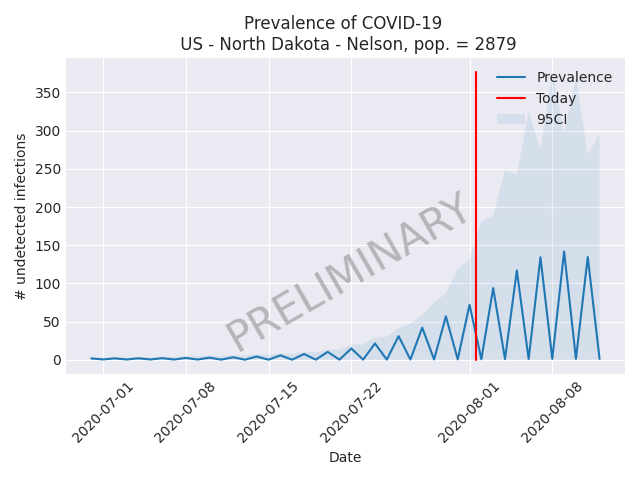 Prevalence of COVID-19
US - North Dakota - Nelson, pop. = 2879
Prevalence
Today
95CI
350
300
250
200
150
100
50
0
# undetected infections
PRELIMINARY
2020-07-01
2020-07-08
2020-07-15
2020-07-22
2020-08-01
2020-08-08
Date